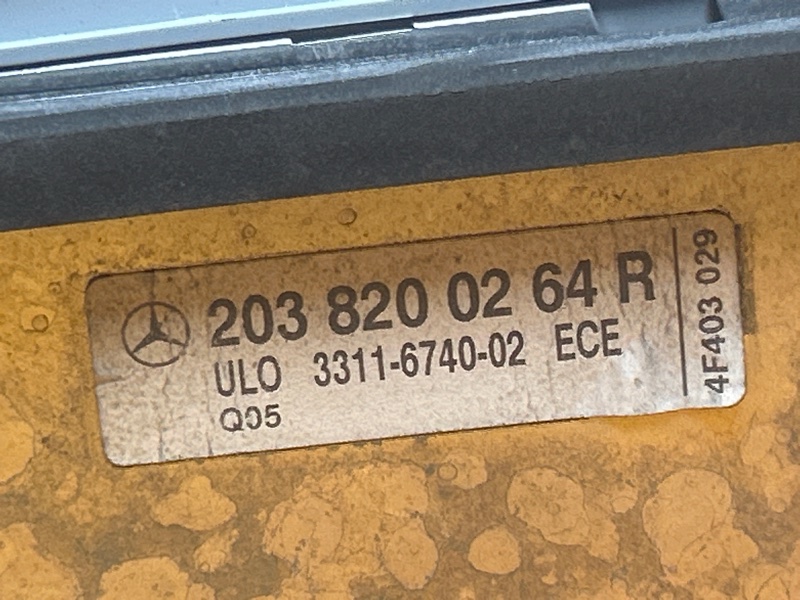 203 820 02 64 R
ULO 3311-6740-02 ECE
Q05
4F403 029